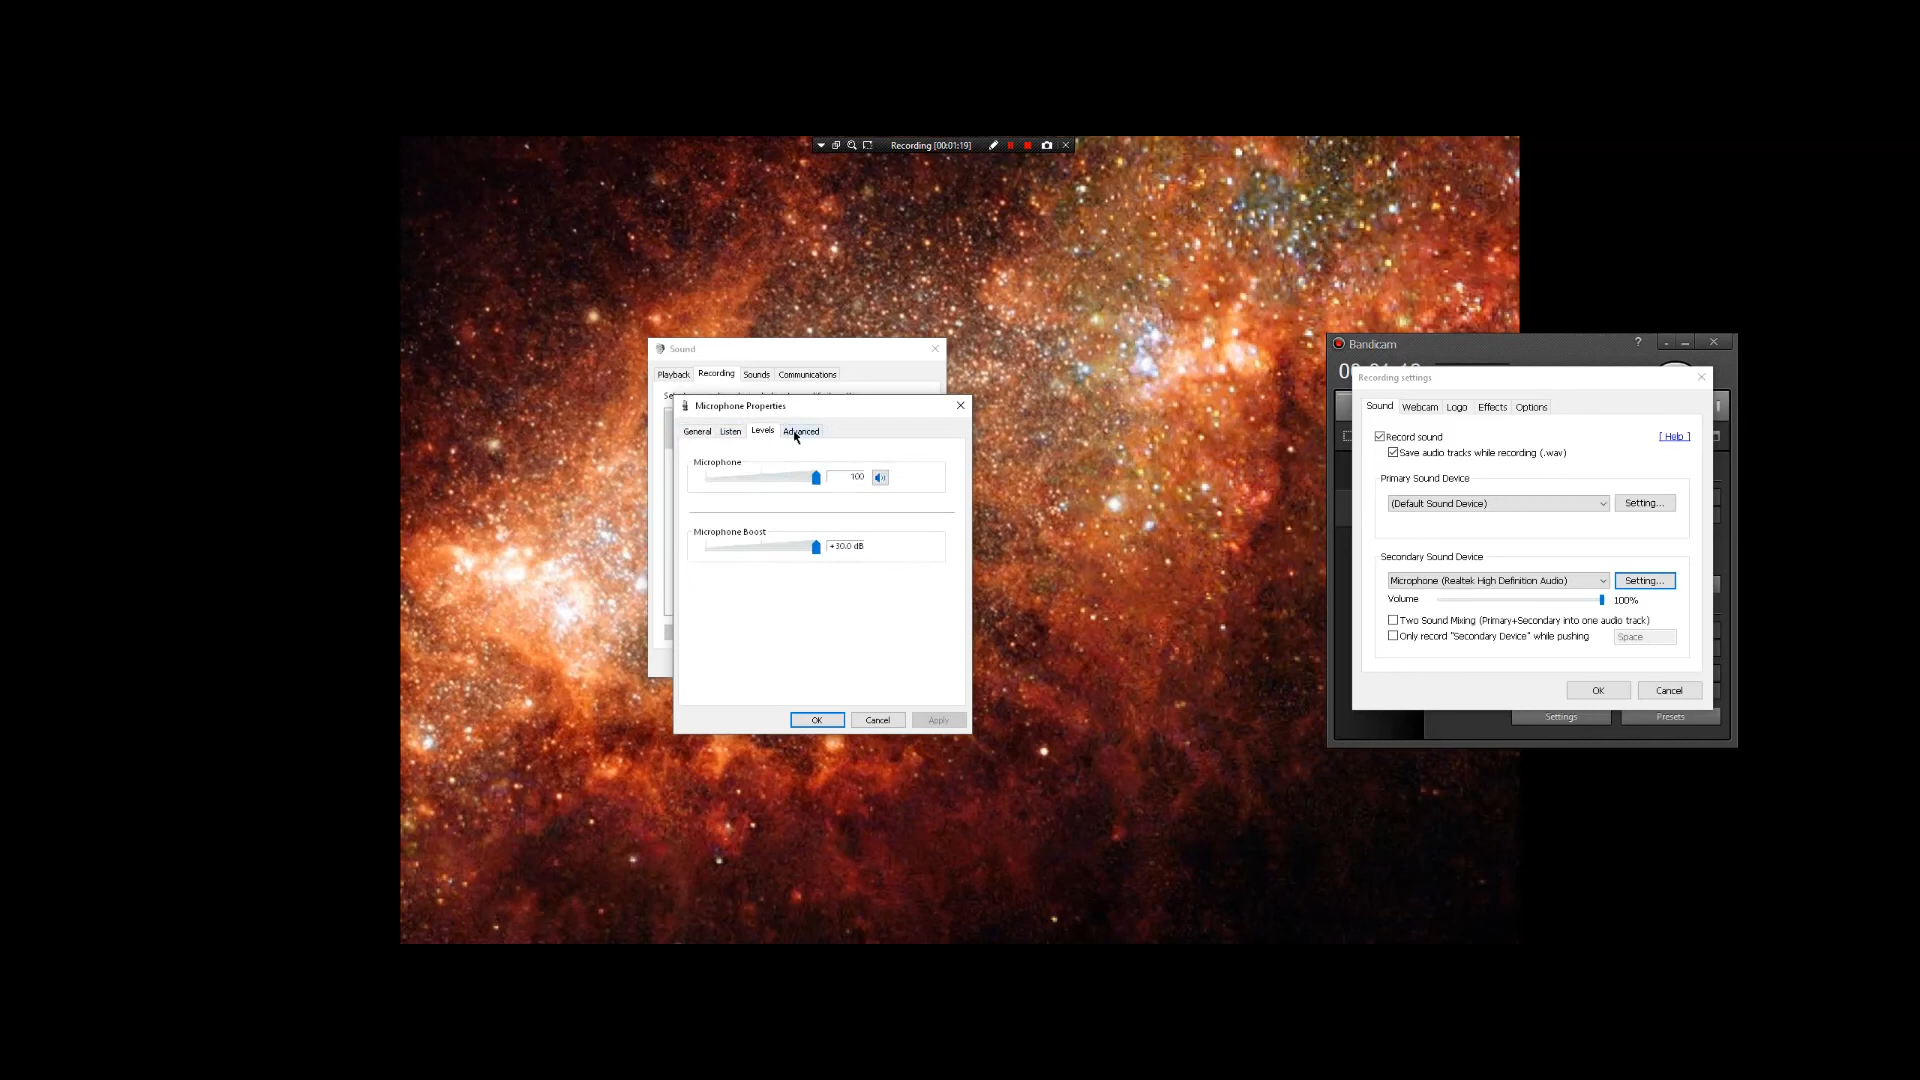 Recording [00:01:19]
Sound
Playback
Recording
Sounds
Communications
Microphone Properties
General
Listen
Levels
Advanced
Microphone
100
Microphone Boost
+30.0 dB
OK
Cancel
Apply
Bandicam
?
Recording settings
Sound
Webcam
Logo
Effects
Options
Record sound
[ Help ]
Save audio tracks while recording (.wav)
Primary Sound Device
(Default Sound Device)
Setting...
Secondary Sound Device
Microphone (Realtek High Definition Audio)
Setting...
Volume
100%
Two Sound Mixing (Primary+Secondary into one audio track)
Only record "Secondary Device" while pushing
Space
OK
Cancel
Settings
Presets